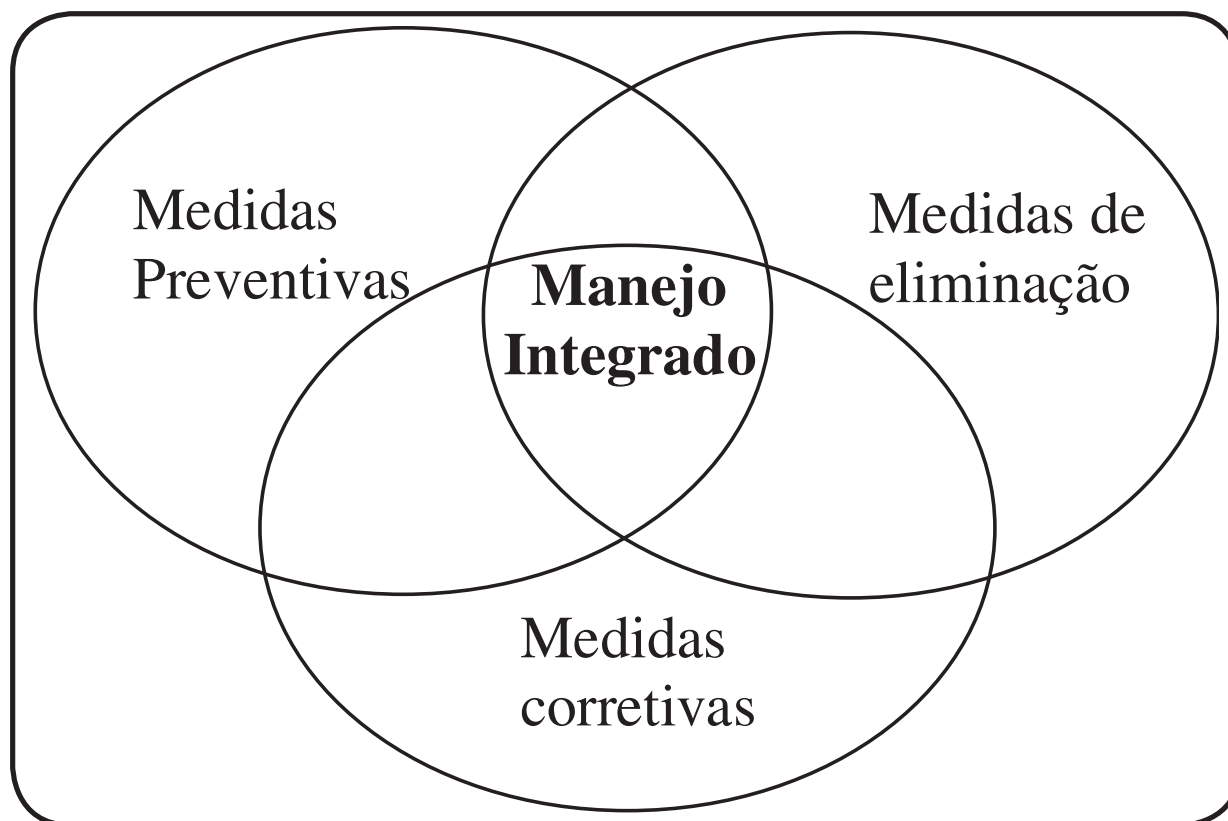 Medidas
Preventivas
Medidas de
eliminação
Manejo
Integrado
Medidas
corretivas